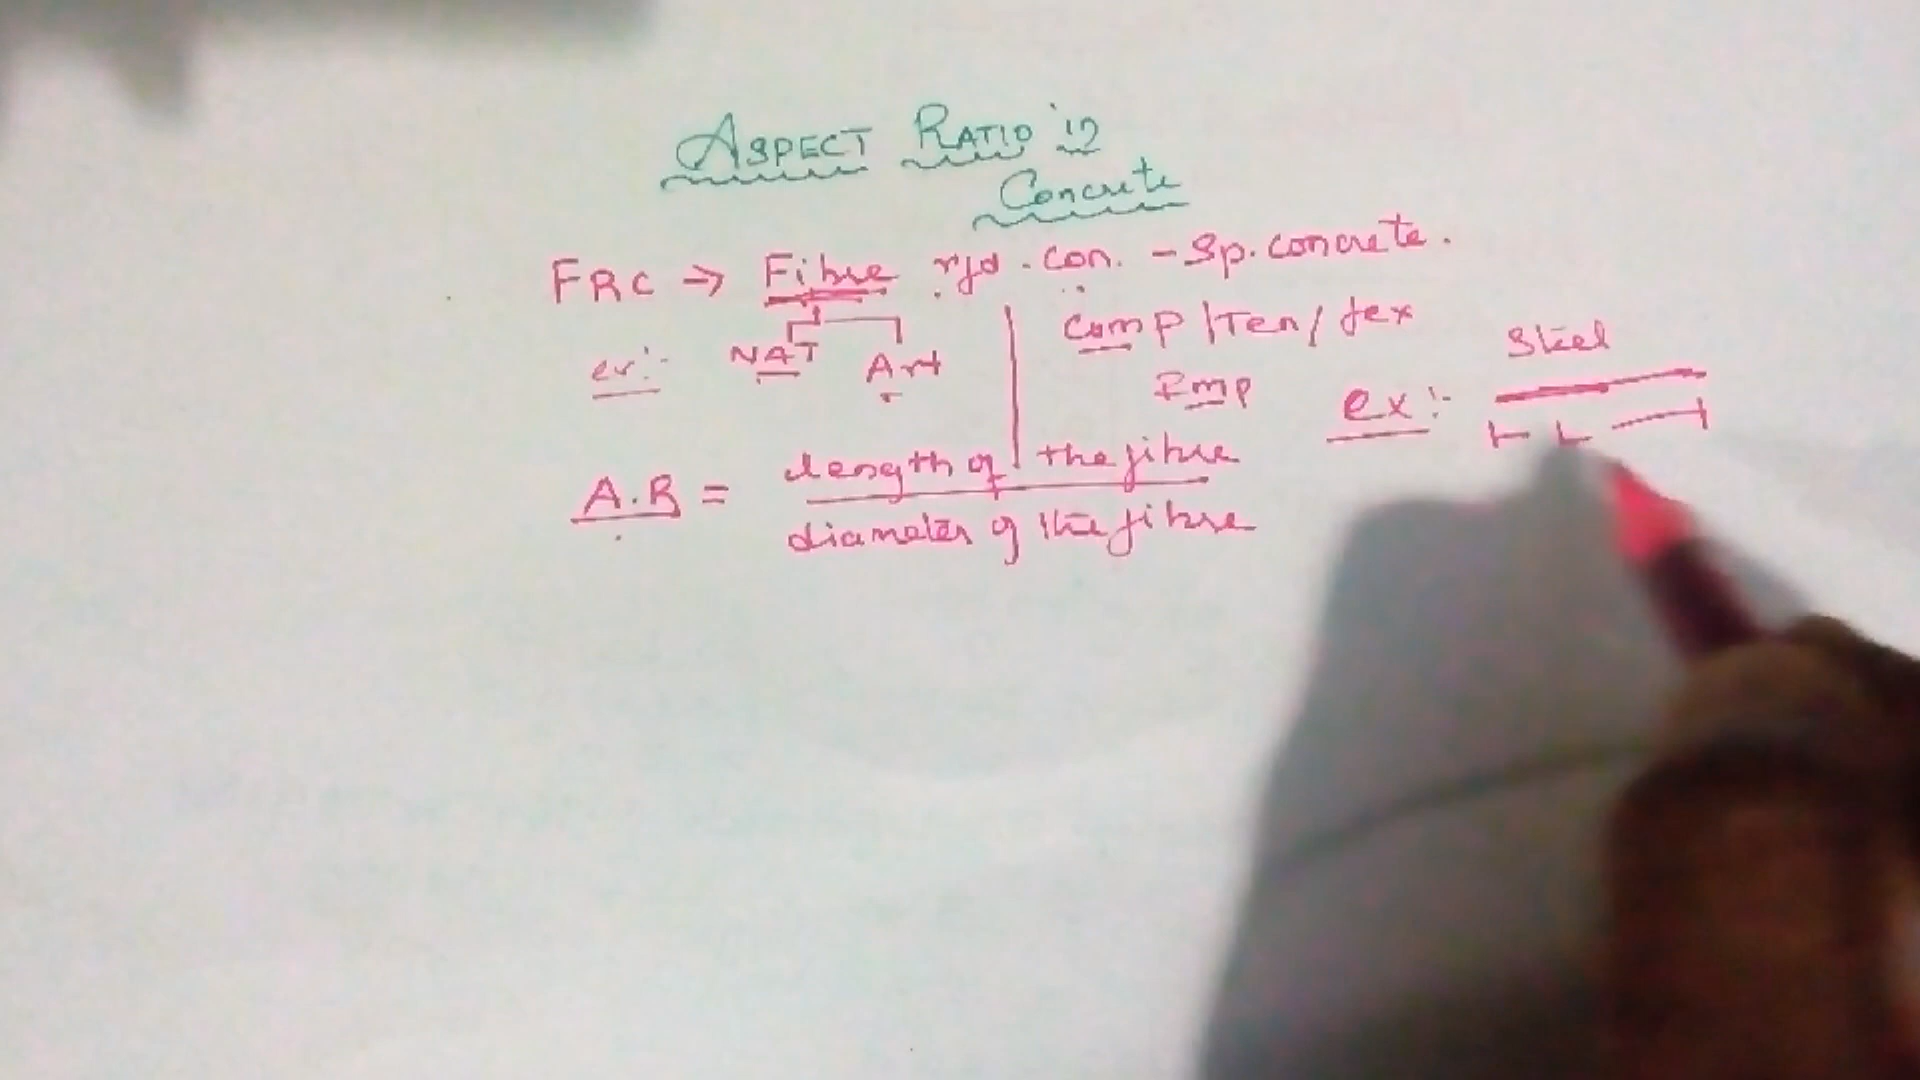 ASPECT RATIO in
Concrete
FRC → Fibre r/d. con. - Sp. concrete.
ex:- NAT Art
Comp / Ten / flex
Imp
A.R = length of the fibre
diameter of the fibre
ex:- Steel
L